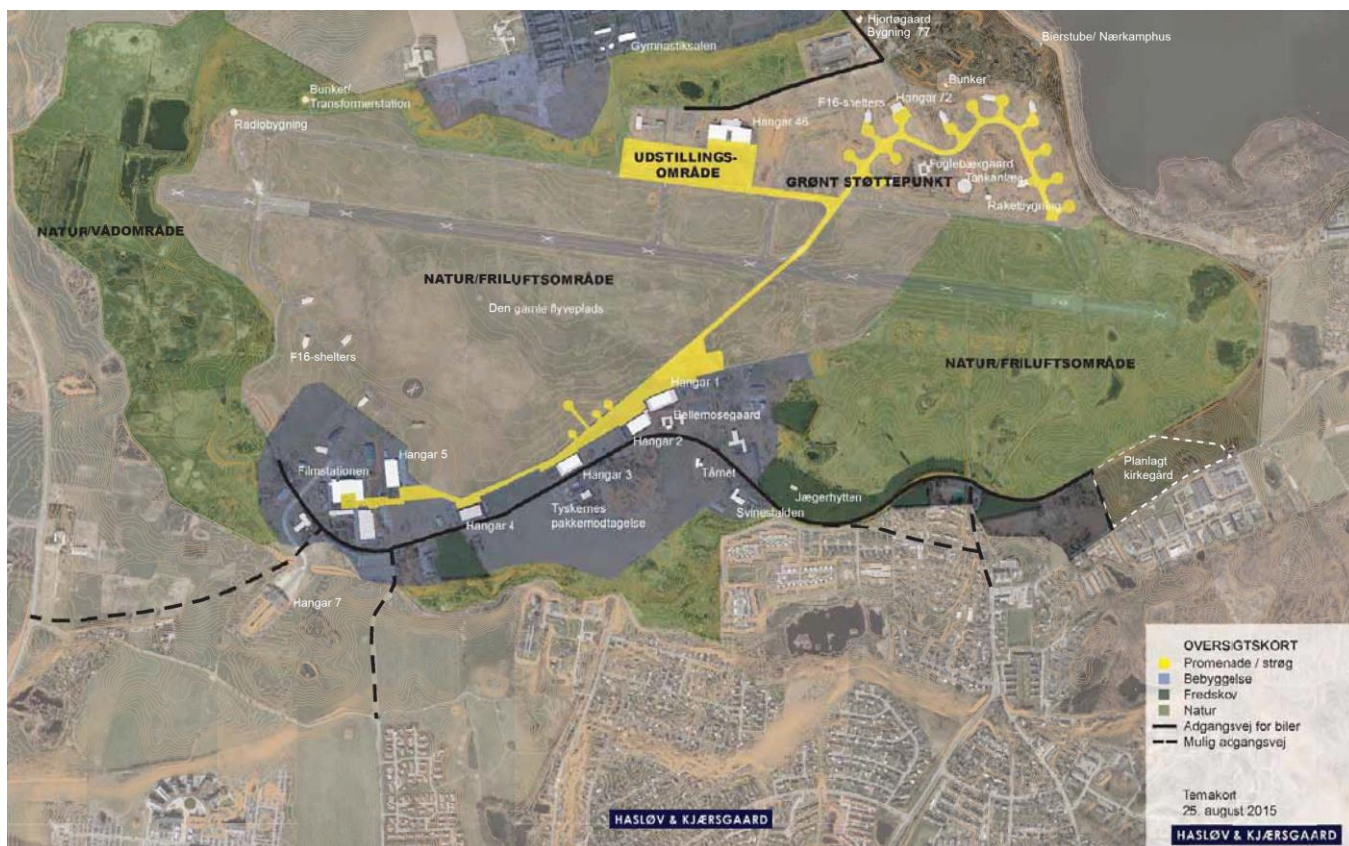 Hjortøgaard
Bygning 77
Bierstube/ Nærkamphus
Gymnastiksalen
Bunker
Bunker/
Transformerstation
F16-shelters
Hangar 72
Radiobygning
Hangar 46
UDSTILLINGS-
OMRÅDE
Foglebæxgaard
GRØNT STØTTEPUNKT
Tankanlæg
Raketbygning
NATUR/VÅDOMRÅDE
NATUR/FRILUFTSOMRÅDE
Den gamle flyveplads
F16-shelters
NATUR/FRILUFTSOMRÅDE
Hangar 1
Bellemosegaard
Hangar 2
Hangar 5
Filmstationen
Hangar 3
Tårnet
Planlagt
kirkegård
Jægerhytten
Tyskernes
pakkemodtagelse
Svinestalden
Hangar 4
Hangar 7
OVERSIGTSKORT
Promenade / strøg
Bebyggelse
Fredskov
Natur
Adgangsvej for biler
Mulig adgangsvej
Temakort
25. august 2015
HASLØV & KJÆRSGAARD
HASLØV & KJÆRSGAARD